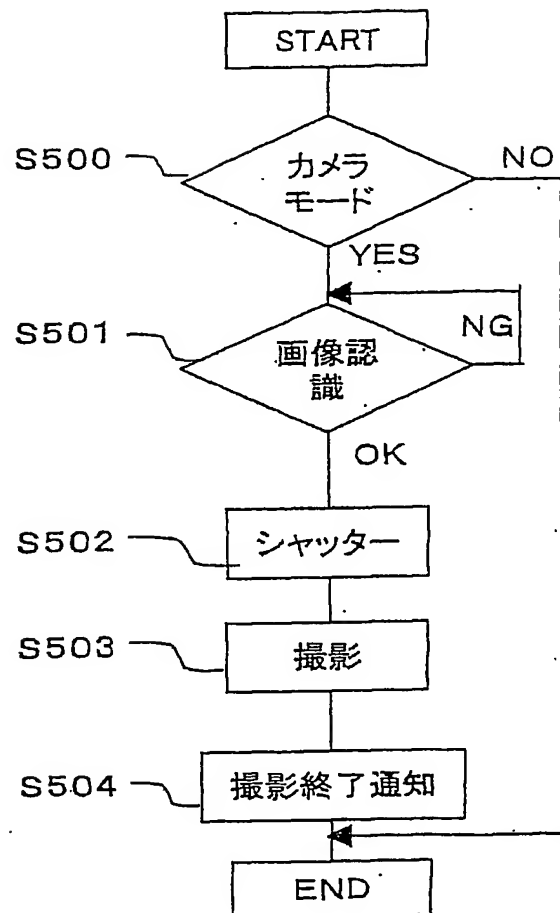 START
S500
カメラ
モード
NO
YES
S501
画像認
識
NG
OK
S502
シャッター
S503
撮影
S504
撮影終了通知
END